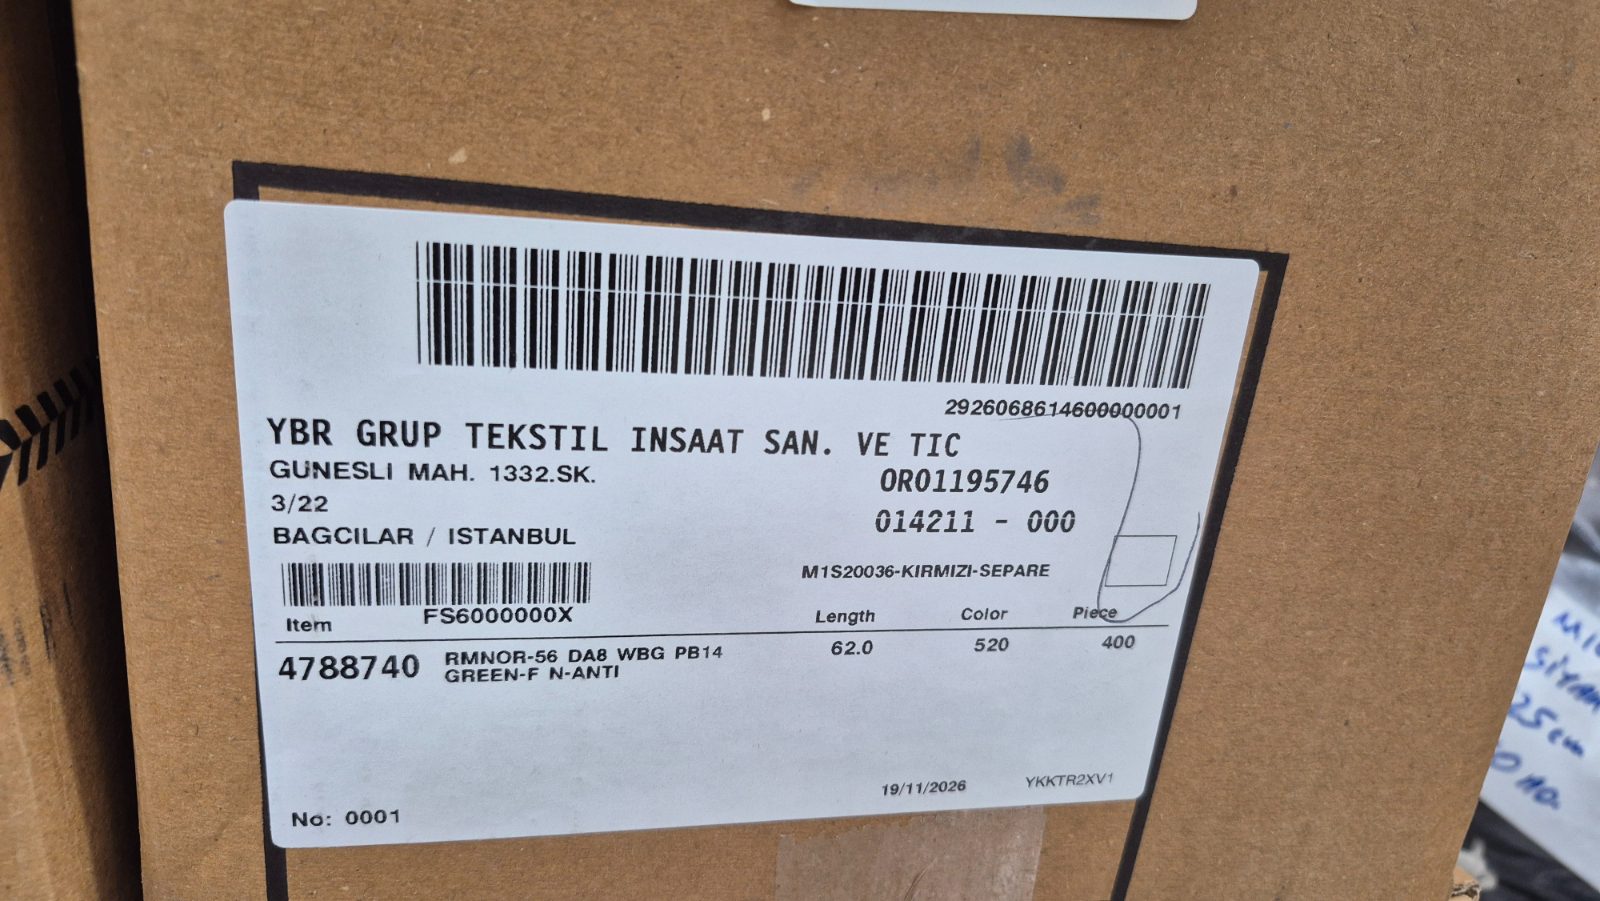 2926068614600000001
YBR GRUP TEKSTIL INSAAT SAN. VE TIC
GUNESLI MAH. 1332.SK.
OR01195746
3/22
014211 - 000
BAGCILAR / ISTANBUL
M1S20036-KIRMIZI-SEPARE
FS6000000X
Item Length Color Piece
4788740 RMNOR-56 DA8 WBG PB14 62.0 520 400
GREEN-F N-ANTI
19/11/2026 YKKTR2XV1
No: 0001
25cm
no.